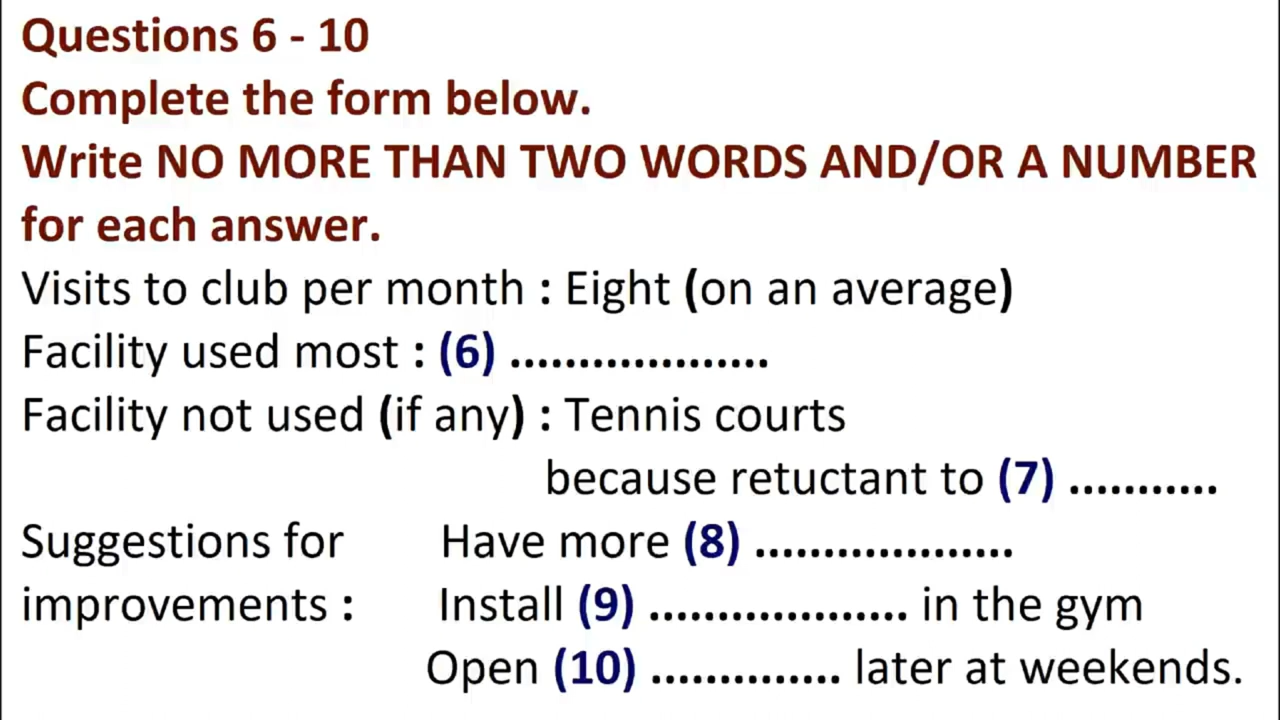 Questions 6 - 10
Complete the form below.
Write NO MORE THAN TWO WORDS AND/OR A NUMBER
for each answer.
Visits to club per month : Eight (on an average)
Facility used most : (6) ...................
Facility not used (if any) : Tennis courts
because retuctant to (7) ...........
Suggestions for Have more (8) ...................
improvements : Install (9) ................... in the gym
Open (10) .............. later at weekends.